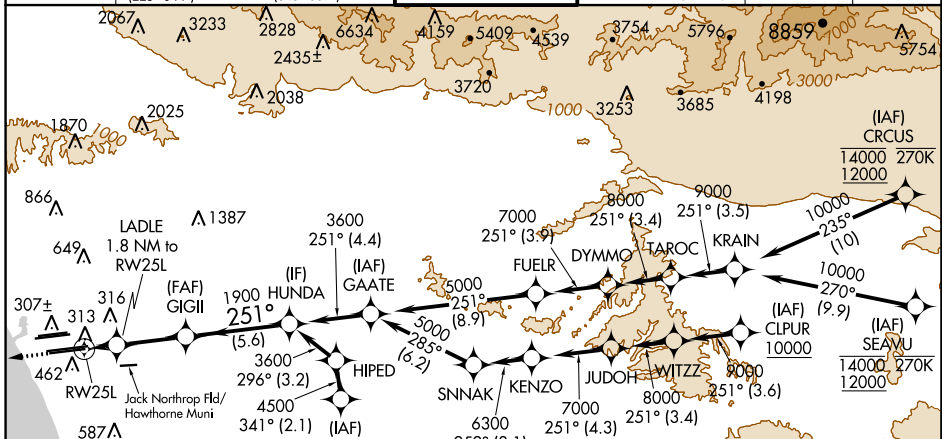 2067
3233
2828
2435±
6634
4159
5409
4539
3754
5796
8859
7000
5754
3720
2038
1000
3253
3685
4198
3000
2025
1870
1000
(IAF)
CRCUS
14000 270K
12000
866
1387
649
LADLE
1.8 NM to
RW25L
3600
251° (4.4)
7000
251° (3.9)
8000
251° (3.4)
9000
251° (3.5)
10000
235°
(10)
KRAIN
TAROC
DYMMO
FUELR
(IAF)
GAATE
(IF)
HUNDA
(FAF)
GIGII
1900
251°
(5.6)
5000
251°
(8.9)
10000
270°
(9.9)
307±
316
313
462
RW25L
Jack Northrop Fld/
Hawthorne Muni
587
3600
296° (3.2)
HIPED
4500
341° (2.1)
(IAF)
5000
285°
(6.2)
SNNAK
KENZO
JUDOH
WITZZ
(IAF)
CLPUR
10000
6300
7000
251° (4.3)
8000
251° (3.4)
9000
251° (3.6)
(IAF)
SEAVU
14000 270K
12000